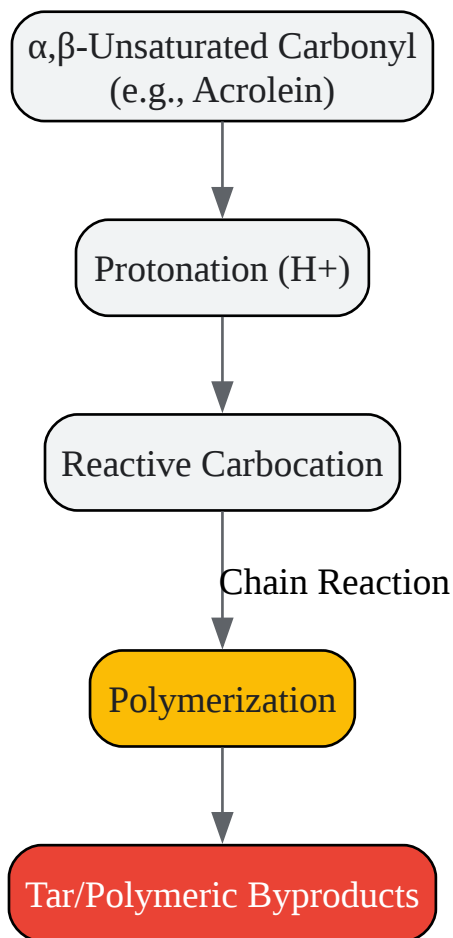 α,β-Unsaturated Carbonyl
(e.g., Acrolein)
Protonation (H+)
Reactive Carbocation
Chain Reaction
Polymerization
Tar/Polymeric Byproducts